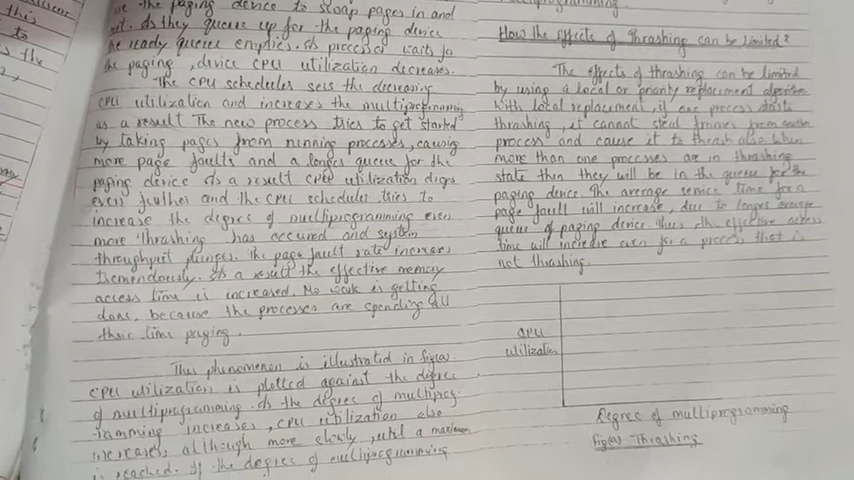 the paging device to swap pages in and
out. As they queue up for the paging device
the ready queue empties. As processes waits for
the paging, device CPU utilization decreases.
The CPU scheduler sees the decreasing
CPU utilization and increases the multiprogramming
as a result The new process tries to get started
by taking pages from running processes, causing
more page faults and a longer queue for the
paging device As a result CPU utilization drops
even further and the CPU scheduler tries to
increase the degree of multiprogramming even
more thrashing has occured and system
throughput plunges. The page fault rate increases
tremendously. As a result the effective memory
access time is increased. No work is getting
done, because the processes are spending all
their time paging.
This phenomenon is illustrated in fig(a).
CPU utilization is plotted against the degree
of multiprogramming. As the degree of multiprog-
ramming increases, CPU utilization also
increases, although more slowly, until a maximum
is reached. If the degree of multiprogramming
How the effects of Thrashing can be limited?
The effects of thrashing can be limited
by using a local or priority replacement algorithm
With local replacement, if one process starts
thrashing, it cannot steal frames from another
process and cause it to thrash also When
more than one processes are in thrashing
state then they will be in the queue for the
paging device. The average service time for a
page fault will increase, due to longer average
queue of paging device Thus, the effective access
time will increase even for a process that is
not thrashing.
CPU
utilization
Degree of multiprogramming
fig(a) Thrashing